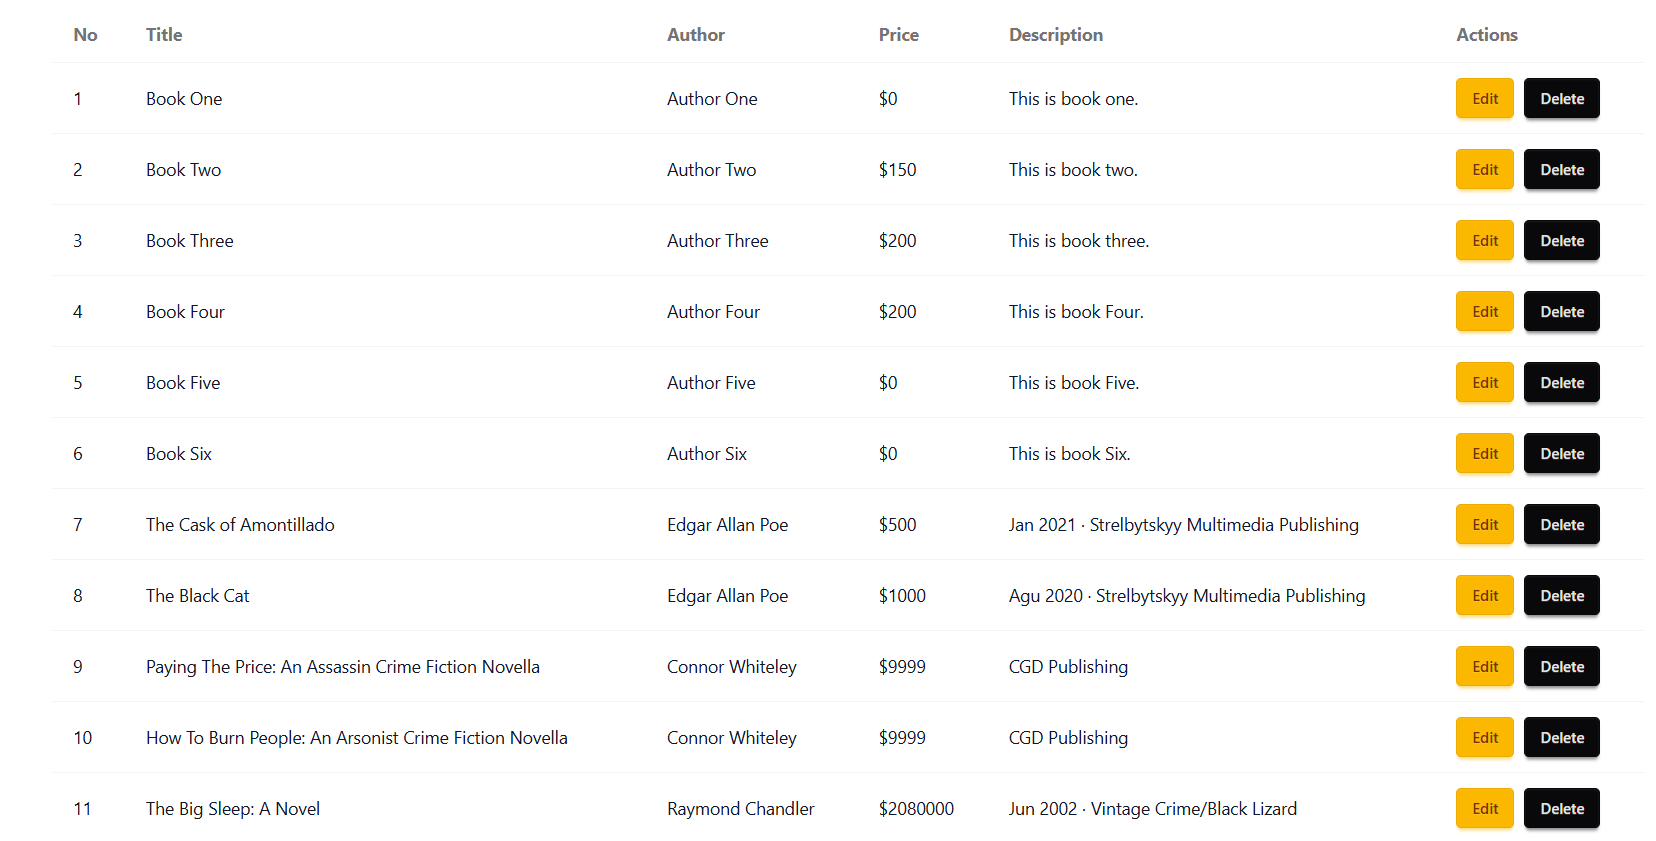 No Title Author Price Description Actions
1 Book One Author One $0 This is book one. Edit Delete
2 Book Two Author Two $150 This is book two. Edit Delete
3 Book Three Author Three $200 This is book three. Edit Delete
4 Book Four Author Four $200 This is book Four. Edit Delete
5 Book Five Author Five $0 This is book Five. Edit Delete
6 Book Six Author Six $0 This is book Six. Edit Delete
7 The Cask of Amontillado Edgar Allan Poe $500 Jan 2021 · Strelbytskyy Multimedia Publishing Edit Delete
8 The Black Cat Edgar Allan Poe $1000 Agu 2020 · Strelbytskyy Multimedia Publishing Edit Delete
9 Paying The Price: An Assassin Crime Fiction Novella Connor Whiteley $9999 CGD Publishing Edit Delete
10 How To Burn People: An Arsonist Crime Fiction Novella Connor Whiteley $9999 CGD Publishing Edit Delete
11 The Big Sleep: A Novel Raymond Chandler $2080000 Jun 2002 · Vintage Crime/Black Lizard Edit Delete